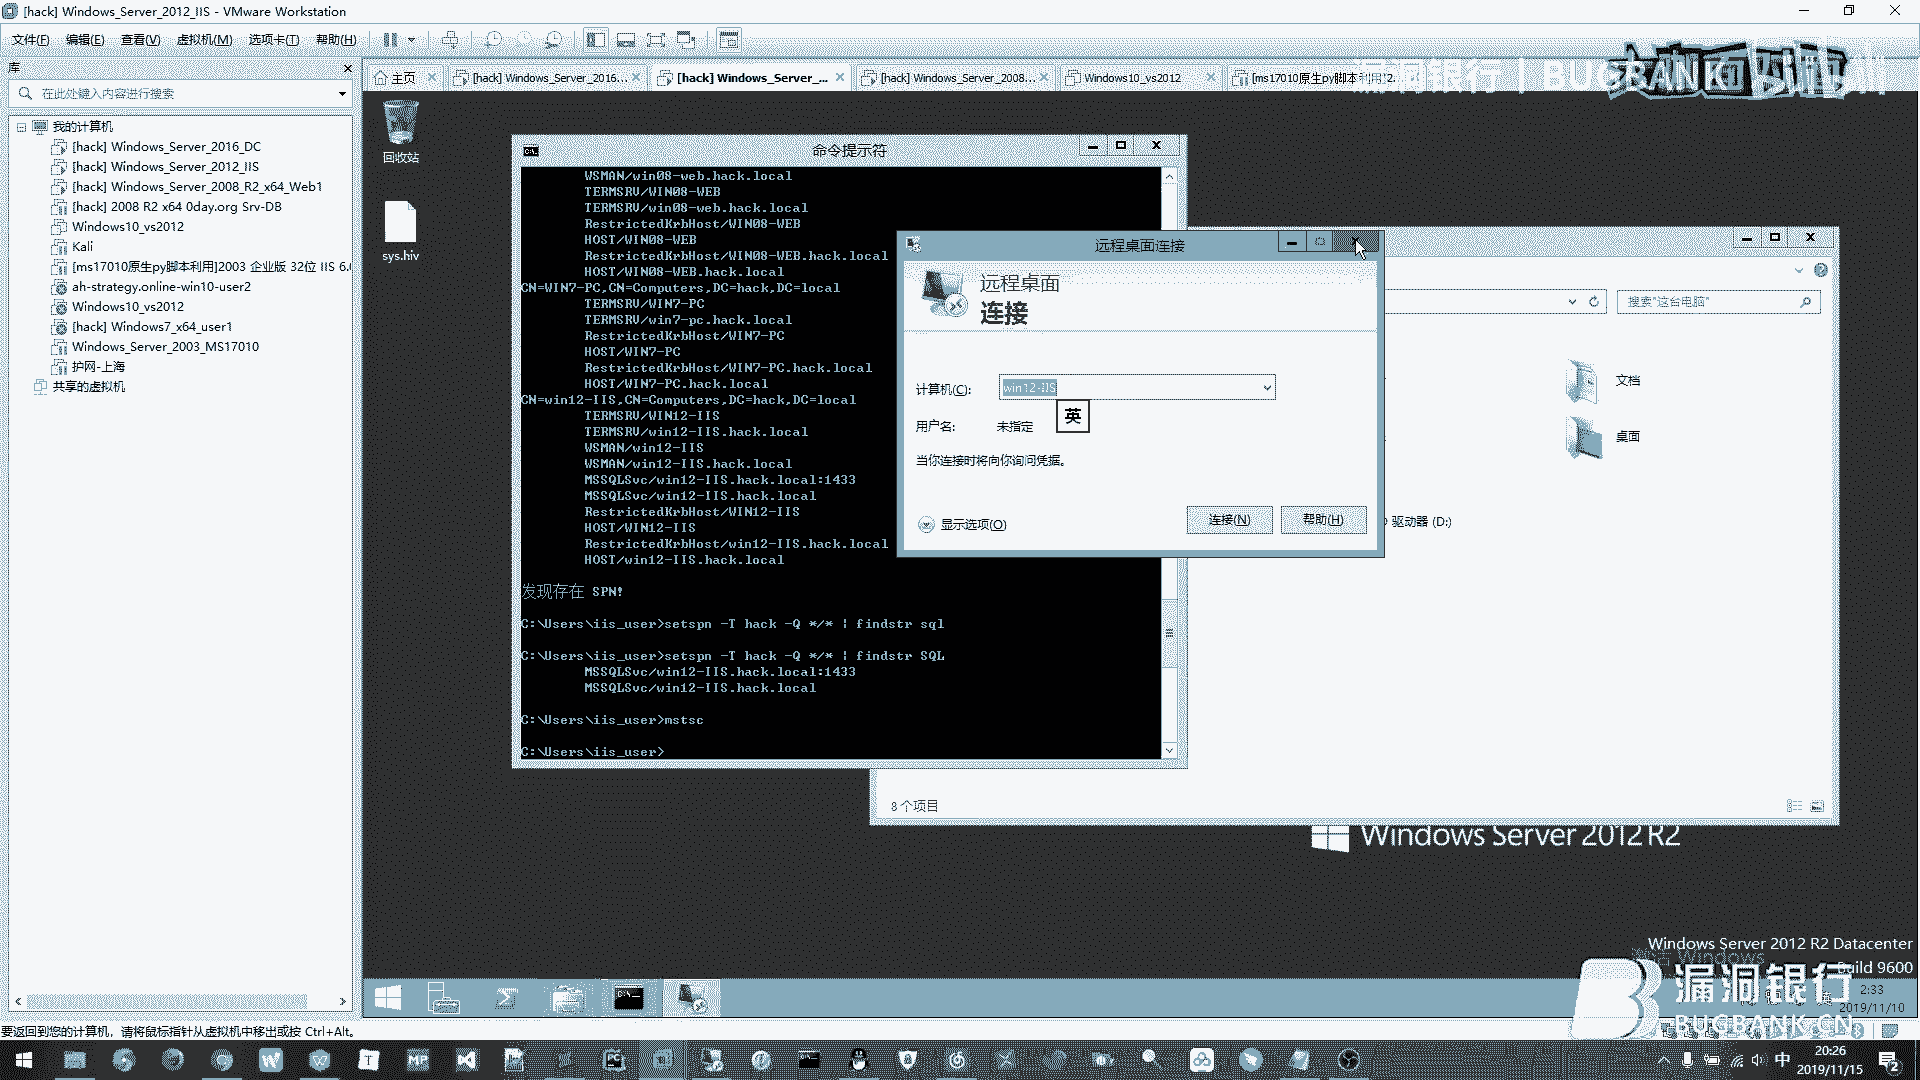 [hack] Windows_Server_2012_IIS - VMware Workstation
文件(F) 编辑(E) 查看(V) 虚拟机(M) 选项卡(T) 帮助(H)
库
在此处键入内容进行搜索
我的计算机
[hack] Windows_Server_2016_DC
[hack] Windows_Server_2012_IIS
[hack] Windows_Server_2008_R2_x64_Web1
[hack] 2008 R2 x64 0day.org Srv-DB
Windows10_vs2012
Kali
[ms17010原生py脚本利用]2003 企业版 32位 IIS 6.
ah-strategy.online-win10-user2
Windows10_vs2012
[hack] Windows7_x64_user1
Windows_Server_2003_MS17010
护网-上海
共享的虚拟机
主页
[hack] Windows_Server_2016...
[hack] Windows_Server_...
[hack] Windows_Server_2008...
Windows10_vs2012
[ms17010原生py脚本利用]2
漏洞银行 | BUGBANK
回收站
sys.hiv
命令提示符
WSMAN/win08-web.hack.local
TERMSRV/WIN08-WEB
TERMSRV/win08-web.hack.local
RestrictedKrbHost/WIN08-WEB
HOST/WIN08-WEB
RestrictedKrbHost/WIN08-WEB.hack.local
HOST/WIN08-WEB.hack.local
CN=WIN7-PC,CN=Computers,DC=hack,DC=local
TERMSRV/WIN7-PC
TERMSRV/win7-pc.hack.local
RestrictedKrbHost/WIN7-PC
HOST/WIN7-PC
RestrictedKrbHost/WIN7-PC.hack.local
HOST/WIN7-PC.hack.local
CN=win12-IIS,CN=Computers,DC=hack,DC=local
TERMSRV/WIN12-IIS
TERMSRV/win12-IIS.hack.local
WSMAN/win12-IIS
WSMAN/win12-IIS.hack.local
MSSQLSvc/win12-IIS.hack.local:1433
MSSQLSvc/win12-IIS.hack.local
RestrictedKrbHost/WIN12-IIS
HOST/WIN12-IIS
RestrictedKrbHost/win12-IIS.hack.local
HOST/win12-IIS.hack.local
发现存在 SPN!
C:\Users\iis_user>setspn -T hack -Q */* | findstr sql
C:\Users\iis_user>setspn -T hack -Q */* | findstr SQL
MSSQLSvc/win12-IIS.hack.local:1433
MSSQLSvc/win12-IIS.hack.local
C:\Users\iis_user>mstsc
C:\Users\iis_user>
远程桌面连接
远程桌面
连接
计算机(C): win12-IIS
英
用户名: 未指定
当你连接时将向你询问凭据。
显示选项(O)
连接(N) 帮助(H)
搜索"这台电脑"
文档
桌面
驱动器 (D:)
8 个项目
Windows Server 2012 R2
Windows Server 2012 R2 Datacenter
激活 Windows
Build 9600
漏洞银行
BUGBANK.CN
2:33
2019/11/10
要返回到您的计算机，请将鼠标指针从虚拟机中移出或按 Ctrl+Alt。
中
20:26
2019/11/15
2